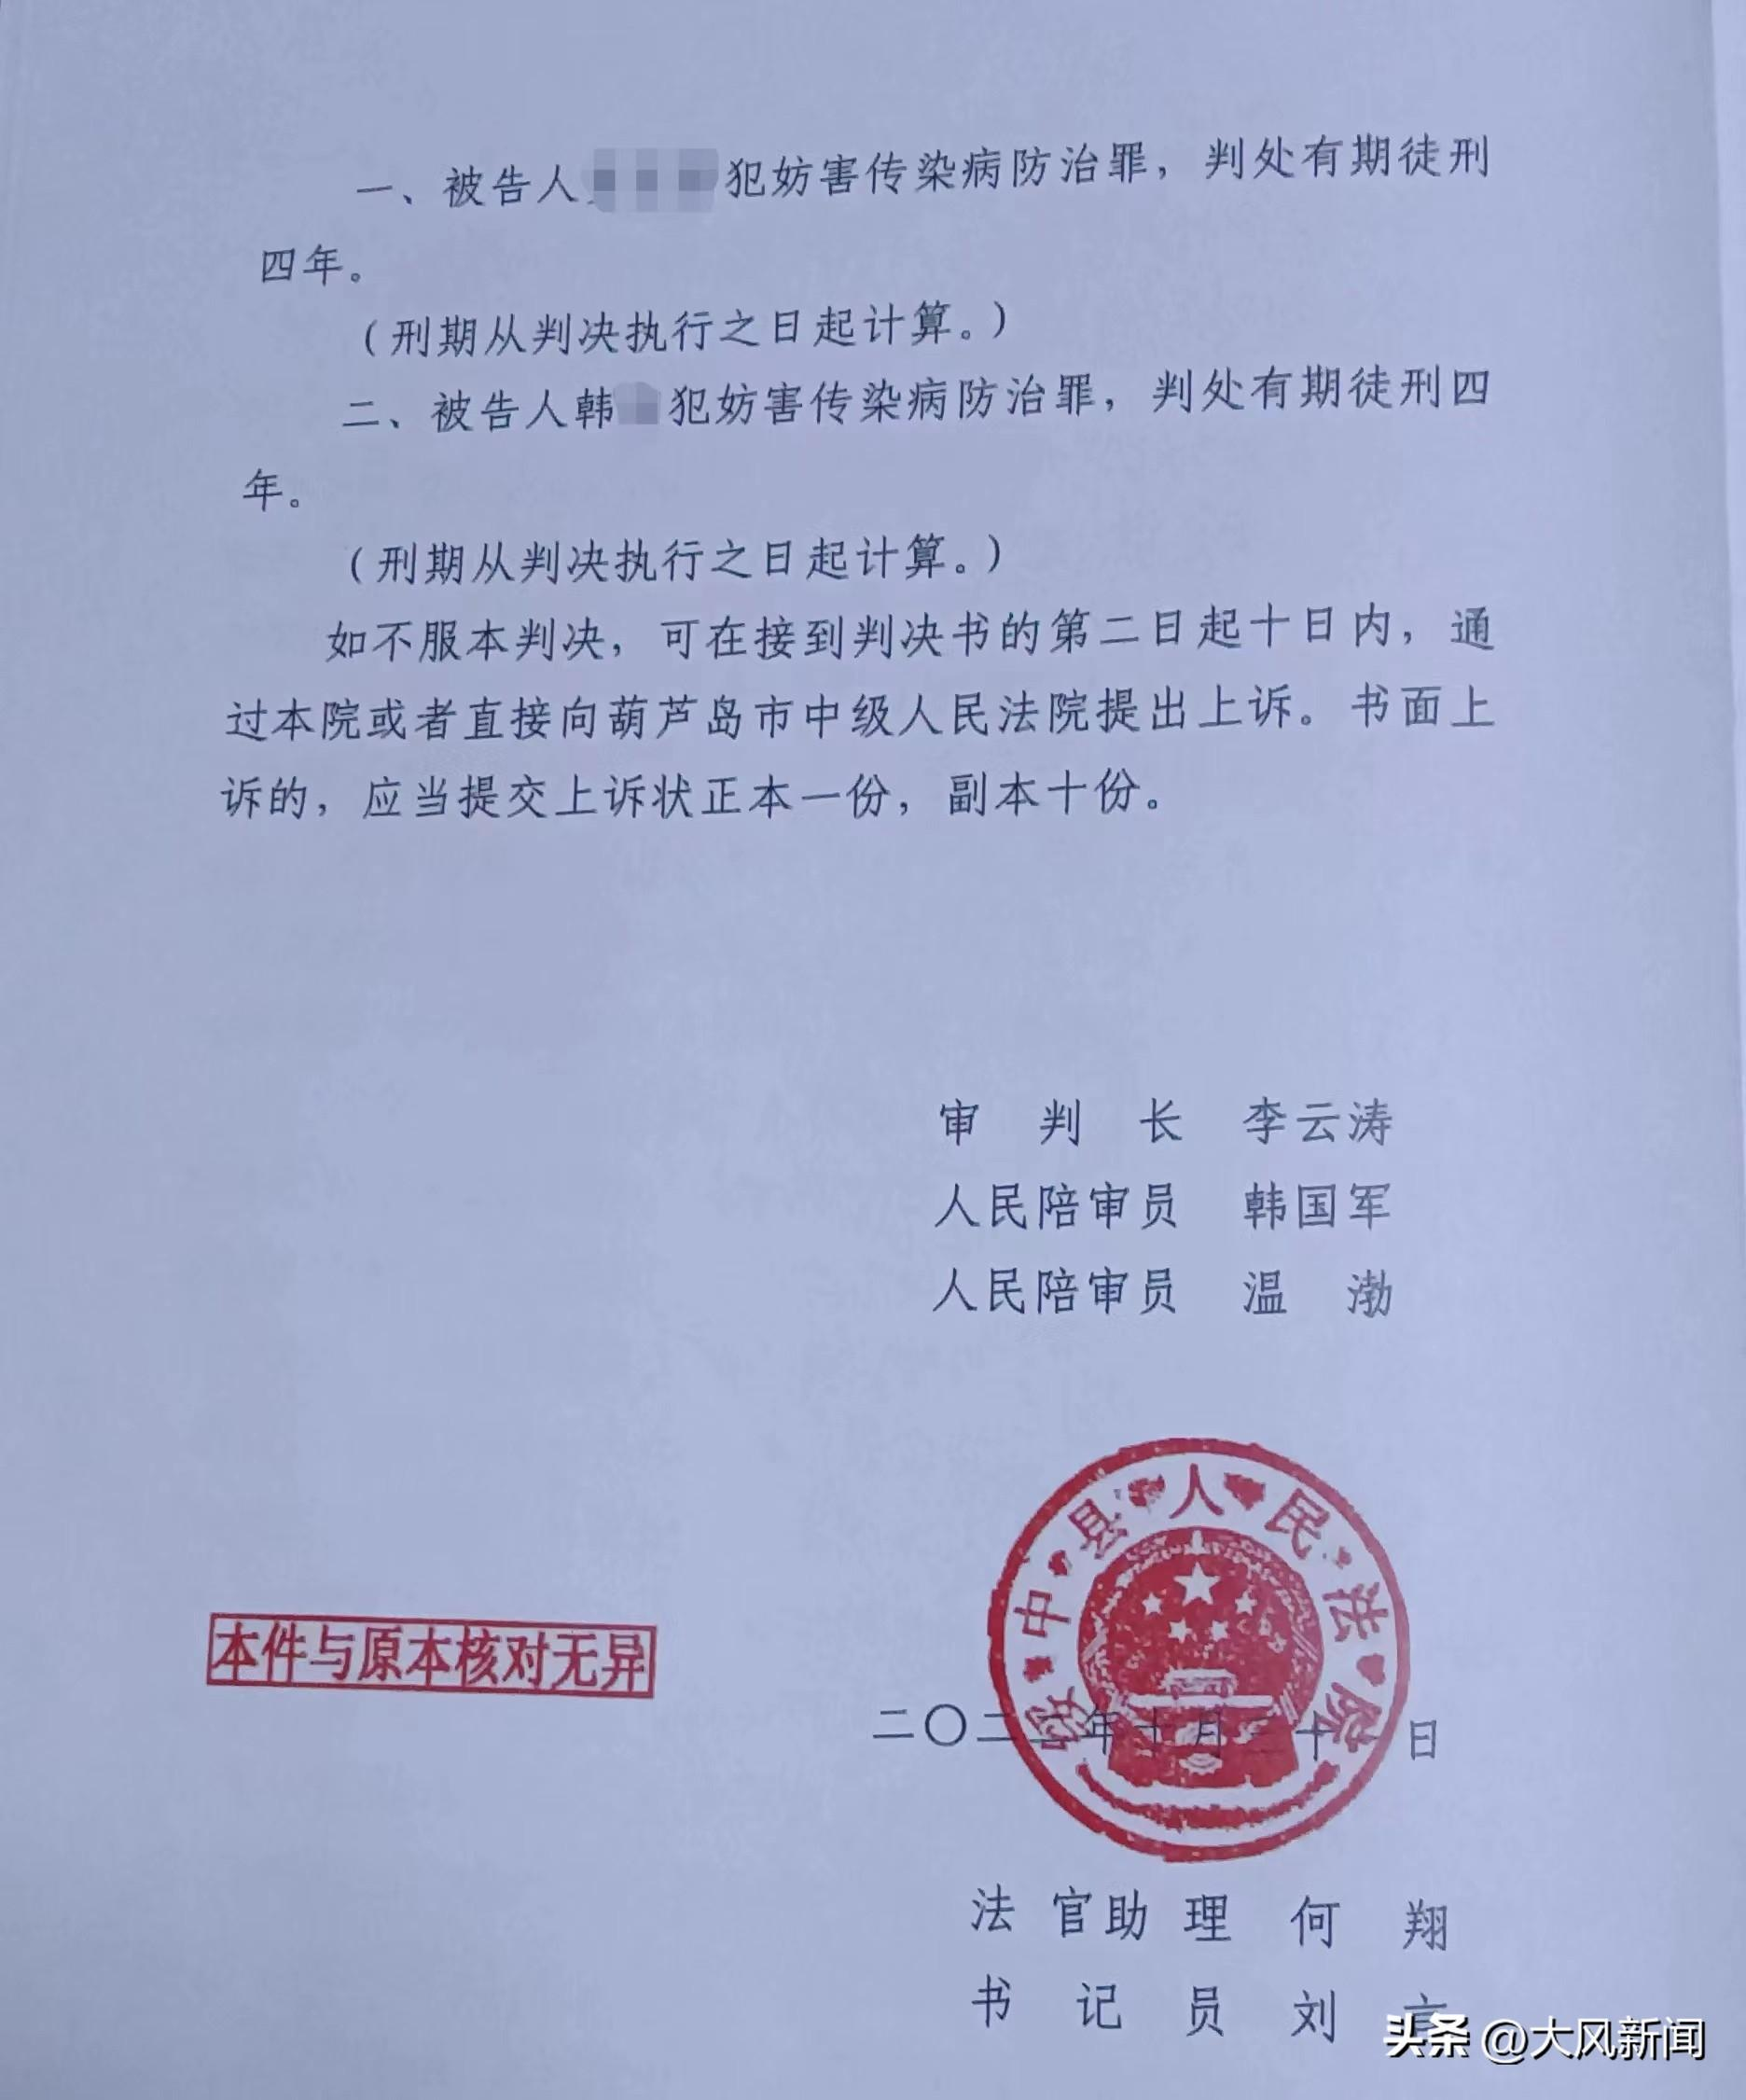 一、被告人犯妨害传染病防治罪，判处有期徒刑
四年。
（刑期从判决执行之日起计算。）
二、被告人韩犯妨害传染病防治罪，判处有期徒刑四
年。
（刑期从判决执行之日起计算。）
如不服本判决，可在接到判决书的第二日起十日内，通
过本院或者直接向葫芦岛市中级人民法院提出上诉。书面上
诉的，应当提交上诉状正本一份，副本十份。
审 判 长 李云涛
人民陪审员 韩国军
人民陪审员 温 渤
绥中县人民法院
本件与原本核对无异
二〇二二年十月三十日
法官助理 何 翔
书 记 员 刘
头条 @大风新闻